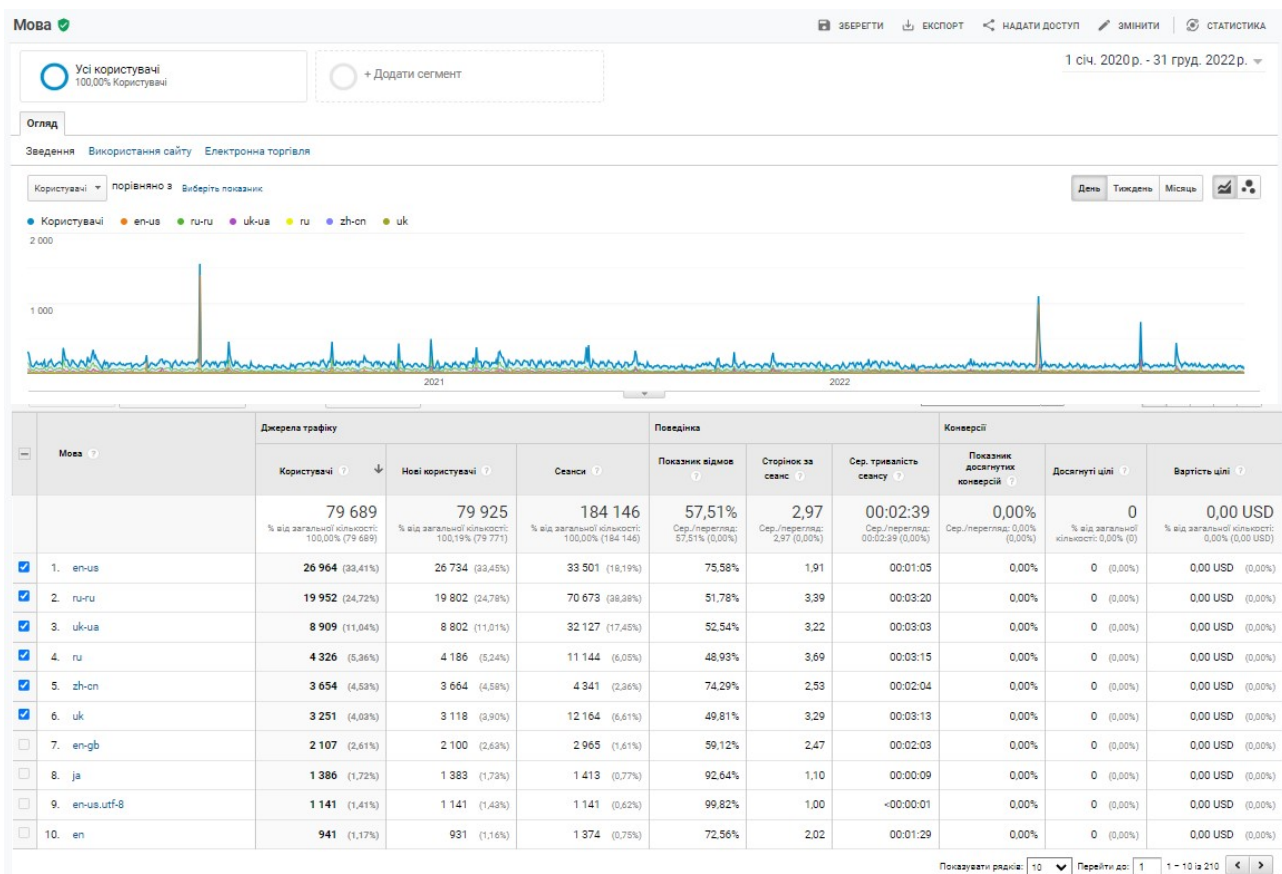 Мова
ЗБЕРЕГТИ ЕКСПОРТ НАДАТИ ДОСТУП ЗМІНИТИ СТАТИСТИКА
Усі користувачі
100,00% Користувачі
+ Додати сегмент
1 січ. 2020 р. - 31 груд. 2022 р.
Огляд
Зведення Використання сайту Електронна торгівля
Користувачі порівняно з Виберіть показник
День Тиждень Місяць
Користувачі en-us ru-ru uk-ua ru zh-cn uk
2 000
1 000
2021 2022
Джерела трафіку Поведінка Конверсії
Мова ? Користувачі ? Нові користувачі ? Сеанси ? Показник відмов ? Сторінок за сеанс ? Сер. тривалість сеансу ? Показник досягнутих конверсій ? Досягнуті цілі ? Вартість цілі ?
79 689 79 925 184 146 57,51% 2,97 00:02:39 0,00% 0 0,00 USD
% від загальної кількості: % від загальної кількості: % від загальної кількості: Сер./перегляд: Сер./перегляд: Сер./перегляд: Сер./перегляд: 0,00% % від загальної % від загальної кількості:
100,00% (79 689) 100,19% (79 771) 100,00% (184 146) 57,51% (0,00%) 2,97 (0,00%) 00:02:39 (0,00%) (0,00%) кількості: 0,00% (0) 0,00% (0,00 USD)
1. en-us 26 964 (33,41%) 26 734 (33,45%) 33 501 (18,19%) 75,58% 1,91 00:01:05 0,00% 0 (0,00%) 0,00 USD (0,00%)
2. ru-ru 19 952 (24,72%) 19 802 (24,78%) 70 673 (38,38%) 51,78% 3,39 00:03:20 0,00% 0 (0,00%) 0,00 USD (0,00%)
3. uk-ua 8 909 (11,04%) 8 802 (11,01%) 32 127 (17,45%) 52,54% 3,22 00:03:03 0,00% 0 (0,00%) 0,00 USD (0,00%)
4. ru 4 326 (5,36%) 4 186 (5,24%) 11 144 (6,05%) 48,93% 3,69 00:03:15 0,00% 0 (0,00%) 0,00 USD (0,00%)
5. zh-cn 3 654 (4,53%) 3 664 (4,58%) 4 341 (2,36%) 74,29% 2,53 00:02:04 0,00% 0 (0,00%) 0,00 USD (0,00%)
6. uk 3 251 (4,03%) 3 118 (3,90%) 12 164 (6,61%) 49,81% 3,29 00:03:13 0,00% 0 (0,00%) 0,00 USD (0,00%)
7. en-gb 2 107 (2,61%) 2 100 (2,63%) 2 965 (1,61%) 59,12% 2,47 00:02:03 0,00% 0 (0,00%) 0,00 USD (0,00%)
8. ja 1 386 (1,72%) 1 383 (1,73%) 1 413 (0,77%) 92,64% 1,10 00:00:09 0,00% 0 (0,00%) 0,00 USD (0,00%)
9. en-us.utf-8 1 141 (1,41%) 1 141 (1,43%) 1 141 (0,62%) 99,82% 1,00 <00:00:01 0,00% 0 (0,00%) 0,00 USD (0,00%)
10. en 941 (1,17%) 931 (1,16%) 1 374 (0,75%) 72,56% 2,02 00:01:29 0,00% 0 (0,00%) 0,00 USD (0,00%)
Показувати рядків: 10 Перейти до: 1 1 – 10 із 210